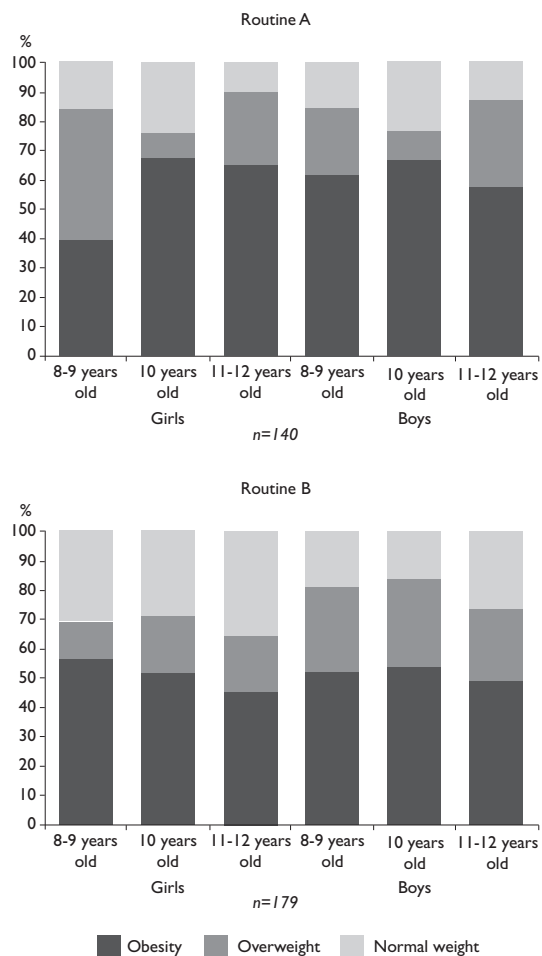 Routine A
%
100
90
80
70
60
50
40
30
20
10
0
8-9 years old
10 years old
11-12 years old
8-9 years old
10 years old
11-12 years old
Girls
Boys
n=140
Routine B
%
100
90
80
70
60
50
40
30
20
10
0
8-9 years old
10 years old
11-12 years old
8-9 years old
10 years old
11-12 years old
Girls
Boys
n=179
Obesity
Overweight
Normal weight